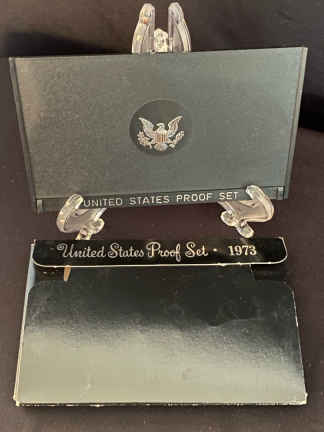 UNITED STATES PROOF SET
United States Proof Set • 1973